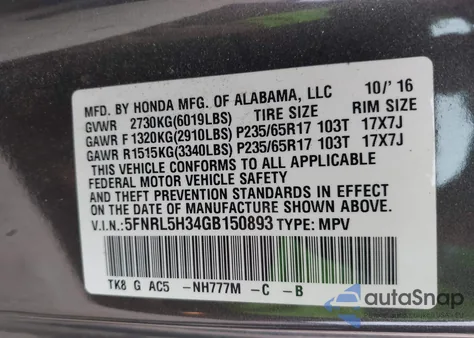 MFD. BY HONDA MFG. OF ALABAMA, LLC 10/'16
GVWR 2730KG(6019LBS) TIRE SIZE RIM SIZE
GAWR F1320KG(2910LBS)P235/65R17 103T 17X7J
GAWR R1515KG(3340LBS)P235/65R17 103T 17X7J
THIS VEHICLE CONFORMS TO ALL APPLICABLE
FEDERAL MOTOR VEHICLE SAFETY
AND THEFT PREVENTION STANDARDS IN EFFECT
ON THE DATE OF MANUFACTURE SHOWN ABOVE.
V.I.N.:5FNRL5H34GB150893 TYPE: MPV
TK8 G AC5 -NH777M -C -B
autoSnap